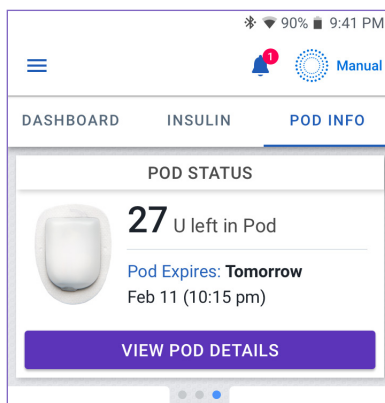 90% 9:41 PM
1
Manual
DASHBOARD INSULIN POD INFO
POD STATUS
27 U left in Pod
Pod Expires: Tomorrow
Feb 11 (10:15 pm)
VIEW POD DETAILS